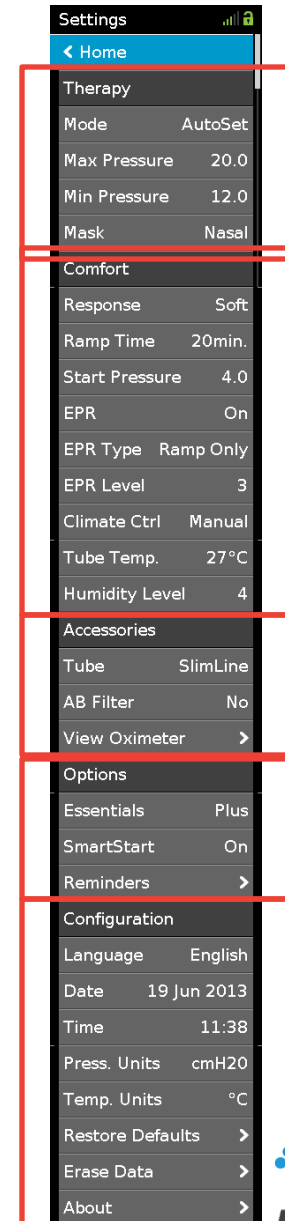 Settings
< Home
Therapy
Mode AutoSet
Max Pressure 20.0
Min Pressure 12.0
Mask Nasal
Comfort
Response Soft
Ramp Time 20min.
Start Pressure 4.0
EPR On
EPR Type Ramp Only
EPR Level 3
Climate Ctrl Manual
Tube Temp. 27°C
Humidity Level 4
Accessories
Tube SlimLine
AB Filter No
View Oximeter >
Options
Essentials Plus
SmartStart On
Reminders >
Configuration
Language English
Date 19 Jun 2013
Time 11:38
Press. Units cmH20
Temp. Units °C
Restore Defaults >
Erase Data >
About >